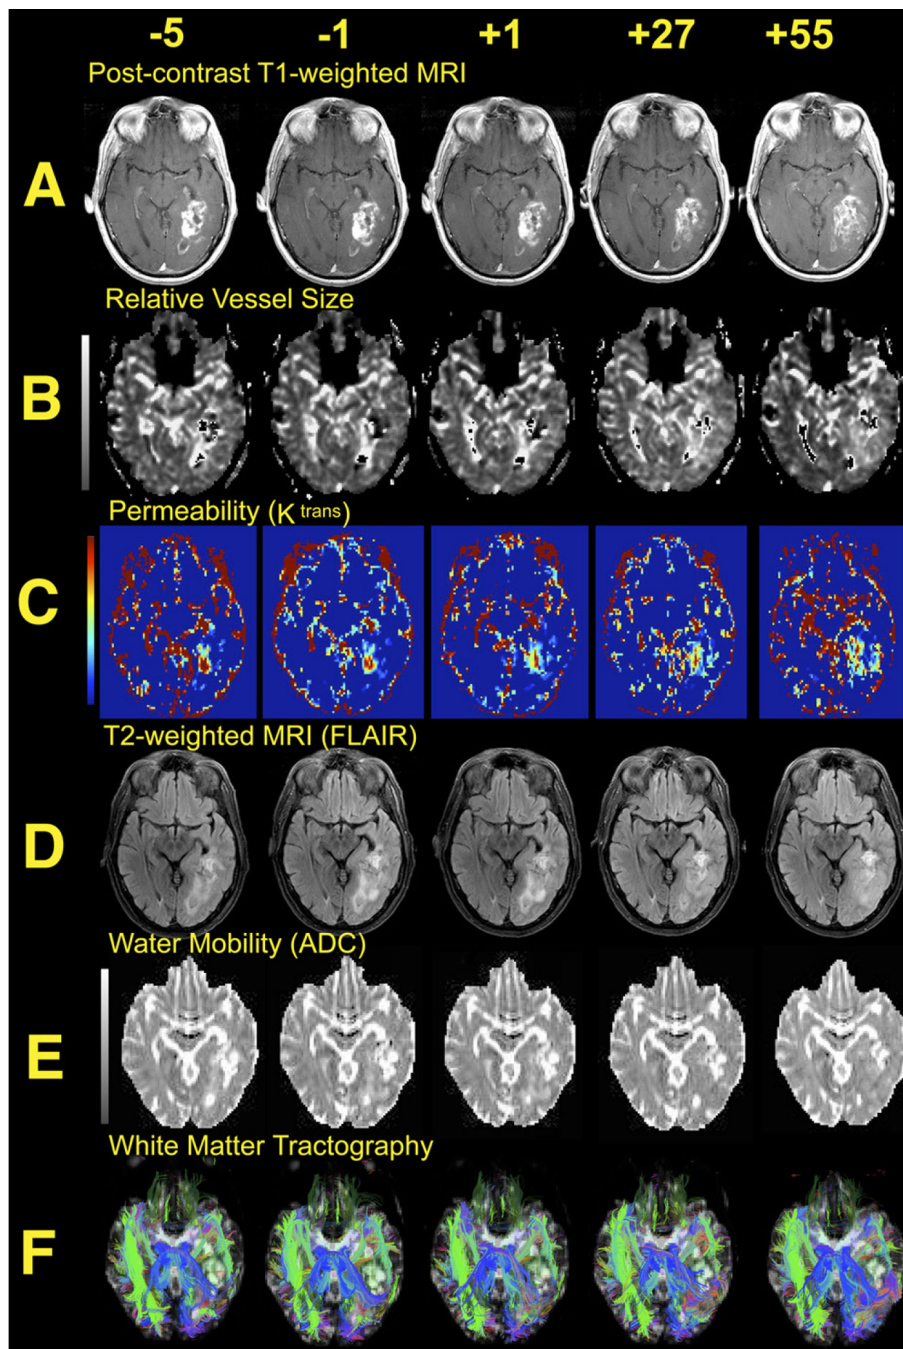 -5 -1 +1 +27 +55
Post-contrast T1-weighted MRI
A
Relative Vessel Size
B
Permeability (K trans)
C
T2-weighted MRI (FLAIR)
D
Water Mobility (ADC)
E
White Matter Tractography
F